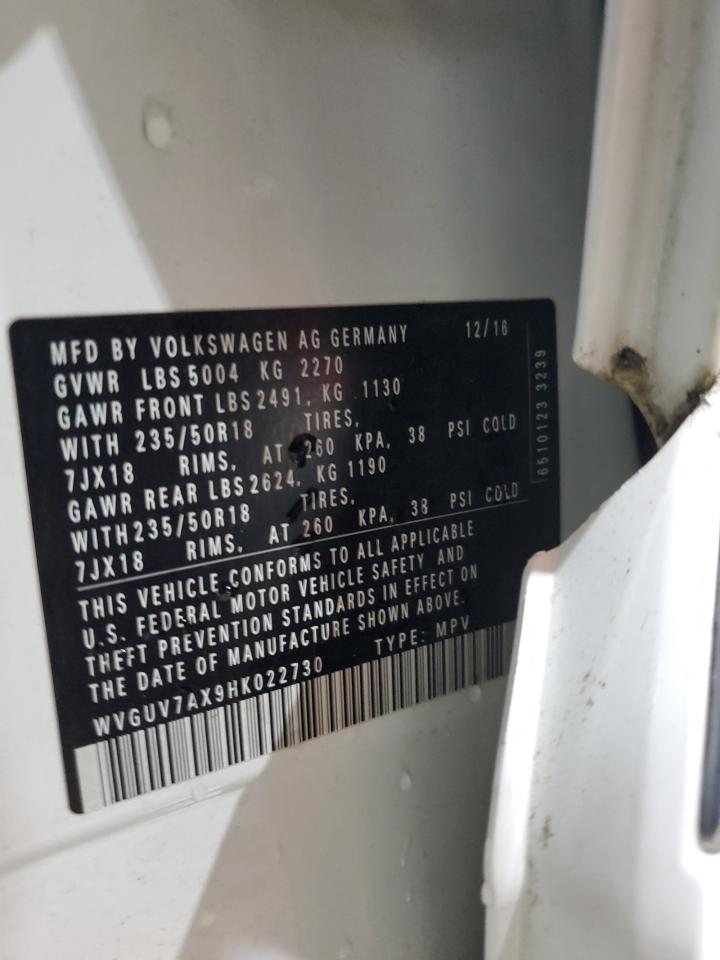 MFD BY VOLKSWAGEN AG GERMANY 12/16
GVWR LBS 5004 KG 2270
GAWR FRONT LBS 2491, KG 1130
WITH 235/50R18 TIRES,
7JX18 RIMS, AT 260 KPA, 38 PSI COLD
GAWR REAR LBS 2624, KG 1190
WITH 235/50R18 TIRES,
7JX18 RIMS, AT 260 KPA, 38 PSI COLD
THIS VEHICLE CONFORMS TO ALL APPLICABLE
U.S. FEDERAL MOTOR VEHICLE SAFETY AND
THEFT PREVENTION STANDARDS IN EFFECT ON
THE DATE OF MANUFACTURE SHOWN ABOVE.
WVGUV7AX9HK022730 TYPE: MPV
6510123 3239